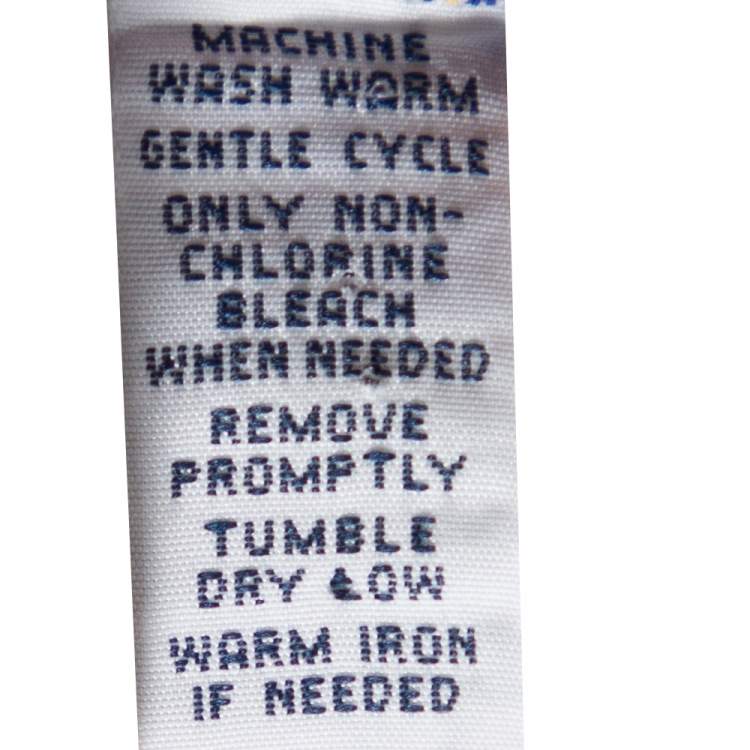 MACHINE
WASH WARM
GENTLE CYCLE
ONLY NON-
CHLORINE
BLEACH
WHEN NEEDED
REMOVE
PROMPTLY
TUMBLE
DRY LOW
WARM IRON
IF NEEDED